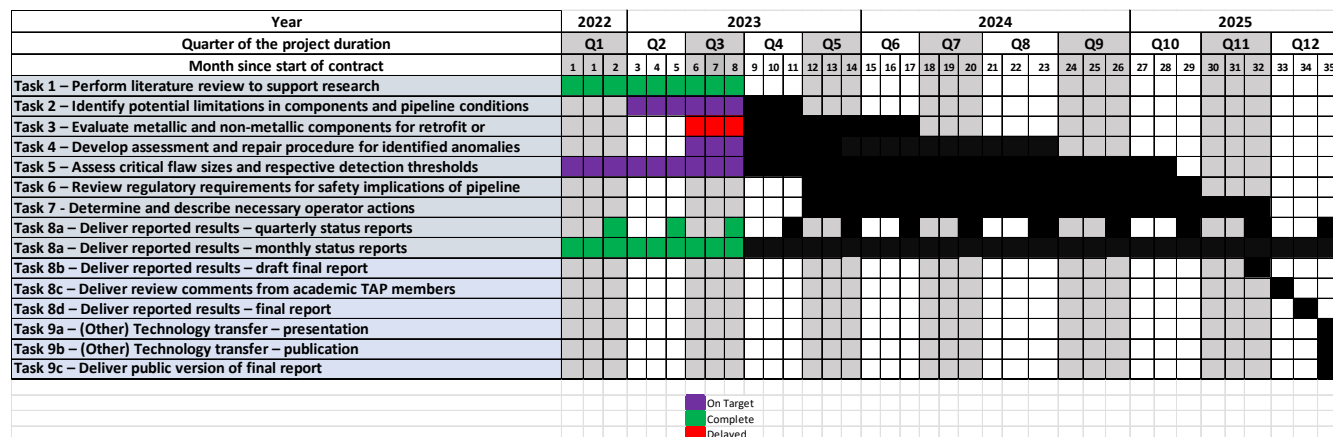 Year 2022 2023 2024 2025
Quarter of the project duration Q1 Q2 Q3 Q4 Q5 Q6 Q7 Q8 Q9 Q10 Q11 Q12
Month since start of contract 1 1 2 3 4 5 6 7 8 9 10 11 12 13 14 15 16 17 18 19 20 21 22 23 24 25 26 27 28 29 30 31 32 33 34 35
Task 1 – Perform literature review to support research
Task 2 – Identify potential limitations in components and pipeline conditions
Task 3 – Evaluate metallic and non-metallic components for retrofit or
Task 4 – Develop assessment and repair procedure for identified anomalies
Task 5 – Assess critical flaw sizes and respective detection thresholds
Task 6 – Review regulatory requirements for safety implications of pipeline
Task 7 - Determine and describe necessary operator actions
Task 8a – Deliver reported results – quarterly status reports
Task 8a – Deliver reported results – monthly status reports
Task 8b – Deliver reported results – draft final report
Task 8c – Deliver review comments from academic TAP members
Task 8d – Deliver reported results – final report
Task 9a – (Other) Technology transfer – presentation
Task 9b – (Other) Technology transfer – publication
Task 9c – Deliver public version of final report
On Target
Complete
Delayed